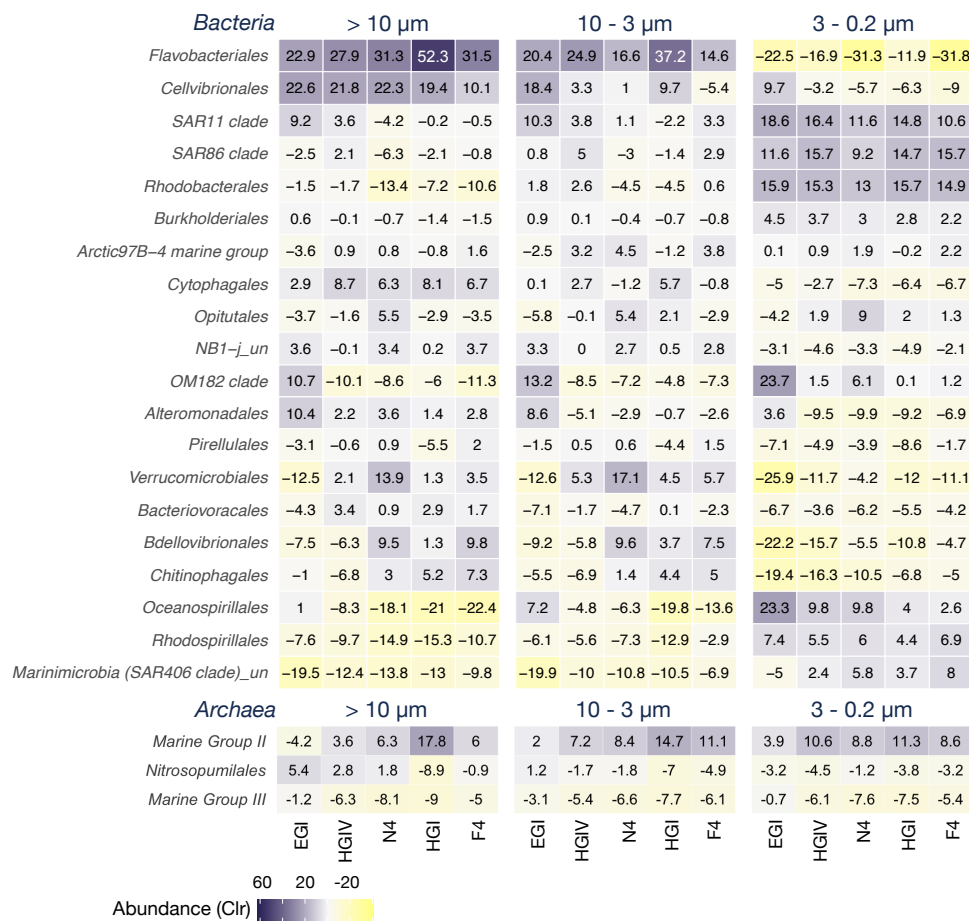 Bacteria > 10 µm 10 - 3 µm 3 - 0.2 µm
Flavobacteriales 22.9 27.9 31.3 52.3 31.5 20.4 24.9 16.6 37.2 14.6 −22.5 −16.9 −31.3 −11.9 −31.8
Cellvibrionales 22.6 21.8 22.3 19.4 10.1 18.4 3.3 1 9.7 −5.4 9.7 −3.2 −5.7 −6.3 −9
SAR11 clade 9.2 3.6 −4.2 −0.2 −0.5 10.3 3.8 1.1 −2.2 3.3 18.6 16.4 11.6 14.8 10.6
SAR86 clade −2.5 2.1 −6.3 −2.1 −0.8 0.8 5 −3 −1.4 2.9 11.6 15.7 9.2 14.7 15.7
Rhodobacterales −1.5 −1.7 −13.4 −7.2 −10.6 1.8 2.6 −4.5 −4.5 0.6 15.9 15.3 13 15.7 14.9
Burkholderiales 0.6 −0.1 −0.7 −1.4 −1.5 0.9 0.1 −0.4 −0.7 −0.8 4.5 3.7 3 2.8 2.2
Arctic97B−4 marine group −3.6 0.9 0.8 −0.8 1.6 −2.5 3.2 4.5 −1.2 3.8 0.1 0.9 1.9 −0.2 2.2
Cytophagales 2.9 8.7 6.3 8.1 6.7 0.1 2.7 −1.2 5.7 −0.8 −5 −2.7 −7.3 −6.4 −6.7
Opitutales −3.7 −1.6 5.5 −2.9 −3.5 −5.8 −0.1 5.4 2.1 −2.9 −4.2 1.9 9 2 1.3
NB1−j_un 3.6 −0.1 3.4 0.2 3.7 3.3 0 2.7 0.5 2.8 −3.1 −4.6 −3.3 −4.9 −2.1
OM182 clade 10.7 −10.1 −8.6 −6 −11.3 13.2 −8.5 −7.2 −4.8 −7.3 23.7 1.5 6.1 0.1 1.2
Alteromonadales 10.4 2.2 3.6 1.4 2.8 8.6 −5.1 −2.9 −0.7 −2.6 3.6 −9.5 −9.9 −9.2 −6.9
Pirellulales −3.1 −0.6 0.9 −5.5 2 −1.5 0.5 0.6 −4.4 1.5 −7.1 −4.9 −3.9 −8.6 −1.7
Verrucomicrobiales −12.5 2.1 13.9 1.3 3.5 −12.6 5.3 17.1 4.5 5.7 −25.9 −11.7 −4.2 −12 −11.1
Bacteriovoracales −4.3 3.4 0.9 2.9 1.7 −7.1 −1.7 −4.7 0.1 −2.3 −6.7 −3.6 −6.2 −5.5 −4.2
Bdellovibrionales −7.5 −6.3 9.5 1.3 9.8 −9.2 −5.8 9.6 3.7 7.5 −22.2 −15.7 −5.5 −10.8 −4.7
Chitinophagales −1 −6.8 3 5.2 7.3 −5.5 −6.9 1.4 4.4 5 −19.4 −16.3 −10.5 −6.8 −5
Oceanospirillales 1 −8.3 −18.1 −21 −22.4 7.2 −4.8 −6.3 −19.8 −13.6 23.3 9.8 9.8 4 2.6
Rhodospirillales −7.6 −9.7 −14.9 −15.3 −10.7 −6.1 −5.6 −7.3 −12.9 −2.9 7.4 5.5 6 4.4 6.9
Marinimicrobia (SAR406 clade)_un −19.5 −12.4 −13.8 −13 −9.8 −19.9 −10 −10.8 −10.5 −6.9 −5 2.4 5.8 3.7 8
Archaea > 10 µm 10 - 3 µm 3 - 0.2 µm
Marine Group II −4.2 3.6 6.3 17.8 6 2 7.2 8.4 14.7 11.1 3.9 10.6 8.8 11.3 8.6
Nitrosopumilales 5.4 2.8 1.8 −8.9 −0.9 1.2 −1.7 −1.8 −7 −4.9 −3.2 −4.5 −1.2 −3.8 −3.2
Marine Group III −1.2 −6.3 −8.1 −9 −5 −3.1 −5.4 −6.6 −7.7 −6.1 −0.7 −6.1 −7.6 −7.5 −5.4
EGI HGIV N4 HGI F4 EGI HGIV N4 HGI F4 EGI HGIV N4 HGI F4
60 20 -20
Abundance (Clr)